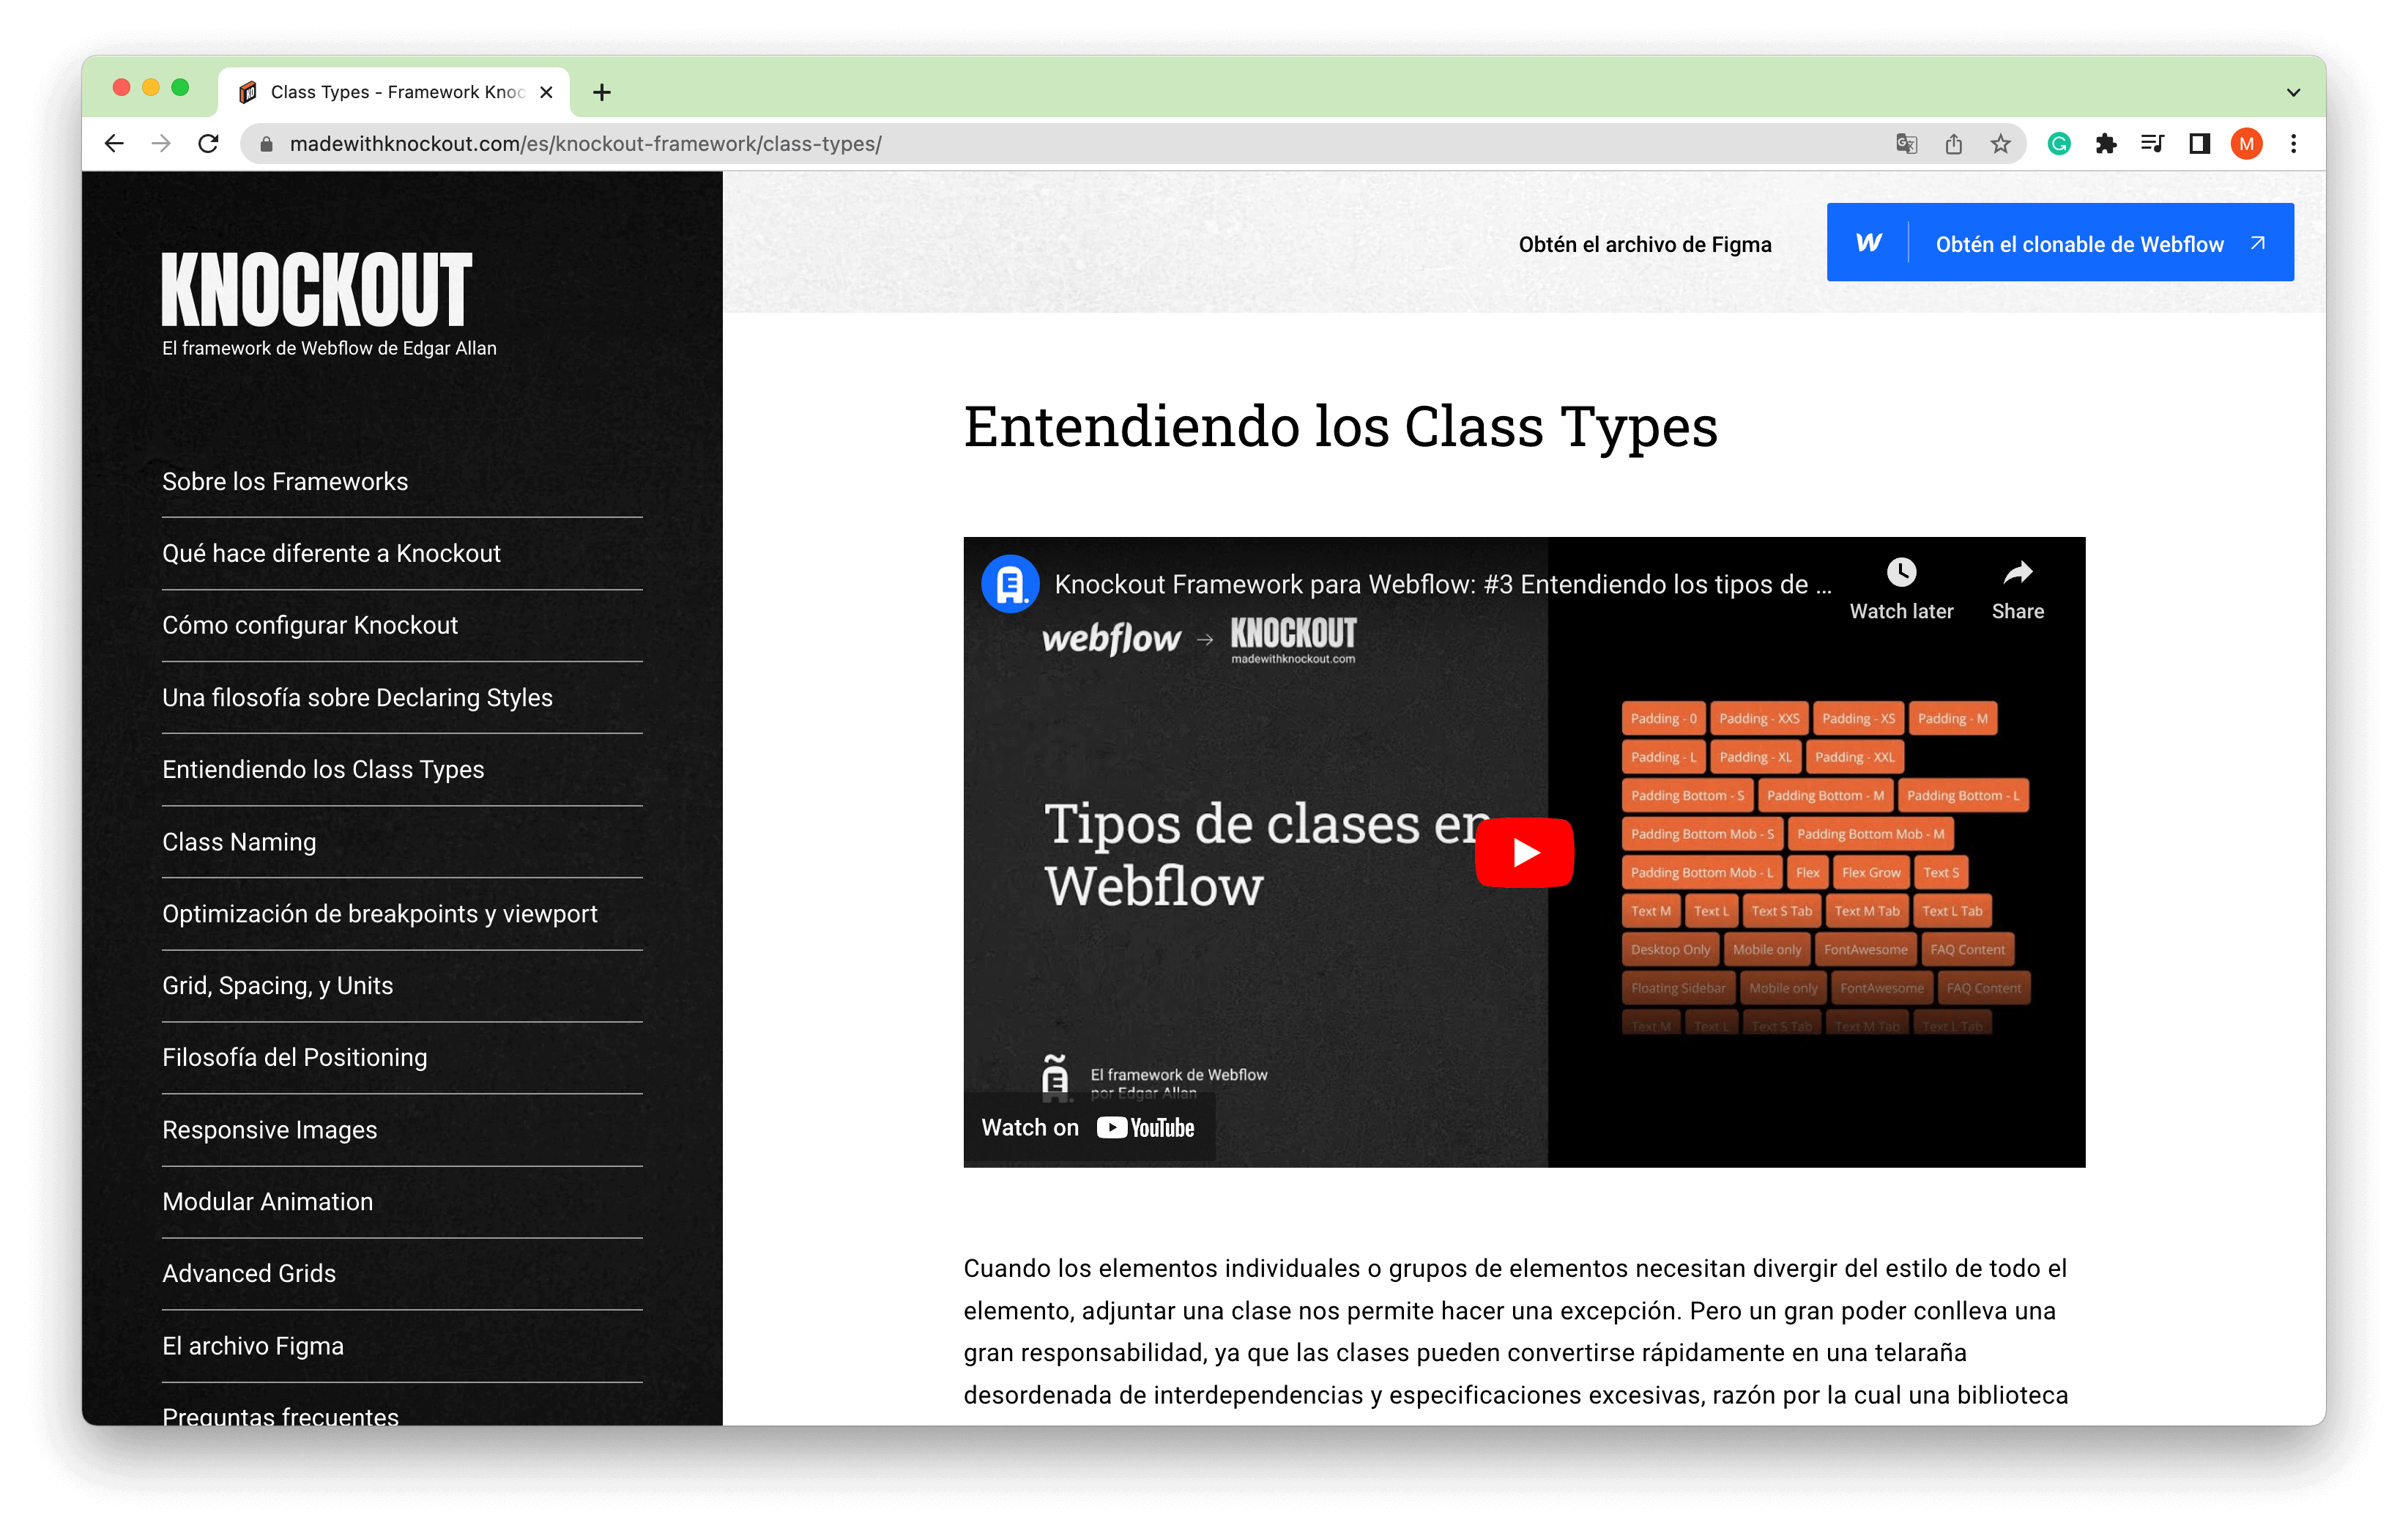 Class Types - Framework Knoc
madewithknockout.com/es/knockout-framework/class-types/
M
KNOCKOUT
El framework de Webflow de Edgar Allan
Sobre los Frameworks
Qué hace diferente a Knockout
Cómo configurar Knockout
Una filosofía sobre Declaring Styles
Entiendiendo los Class Types
Class Naming
Optimización de breakpoints y viewport
Grid, Spacing, y Units
Filosofía del Positioning
Responsive Images
Modular Animation
Advanced Grids
El archivo Figma
Preguntas frecuentes
Obtén el archivo de Figma
Obtén el clonable de Webflow
Entendiendo los Class Types
Knockout Framework para Webflow: #3 Entendiendo los tipos de ...
Watch later
Share
webflow → KNOCKOUT
madewithknockout.com
Tipos de clases en
Webflow
Padding - 0 Padding - XXS Padding - XS Padding - M
Padding - L Padding - XL Padding - XXL
Padding Bottom - S Padding Bottom - M Padding Bottom - L
Padding Bottom Mob - S Padding Bottom Mob - M
Padding Bottom Mob - L Flex Flex Grow Text S
Text M Text L Text S Tab Text M Tab Text L Tab
Desktop Only Mobile only FontAwesome FAQ Content
Floating Sidebar Mobile only FontAwesome FAQ Content
Text M Text L Text S Tab Text M Tab Text L Tab
El framework de Webflow
por Edgar Allan
Watch on YouTube
Cuando los elementos individuales o grupos de elementos necesitan divergir del estilo de todo el
elemento, adjuntar una clase nos permite hacer una excepción. Pero un gran poder conlleva una
gran responsabilidad, ya que las clases pueden convertirse rápidamente en una telaraña
desordenada de interdependencias y especificaciones excesivas, razón por la cual una biblioteca